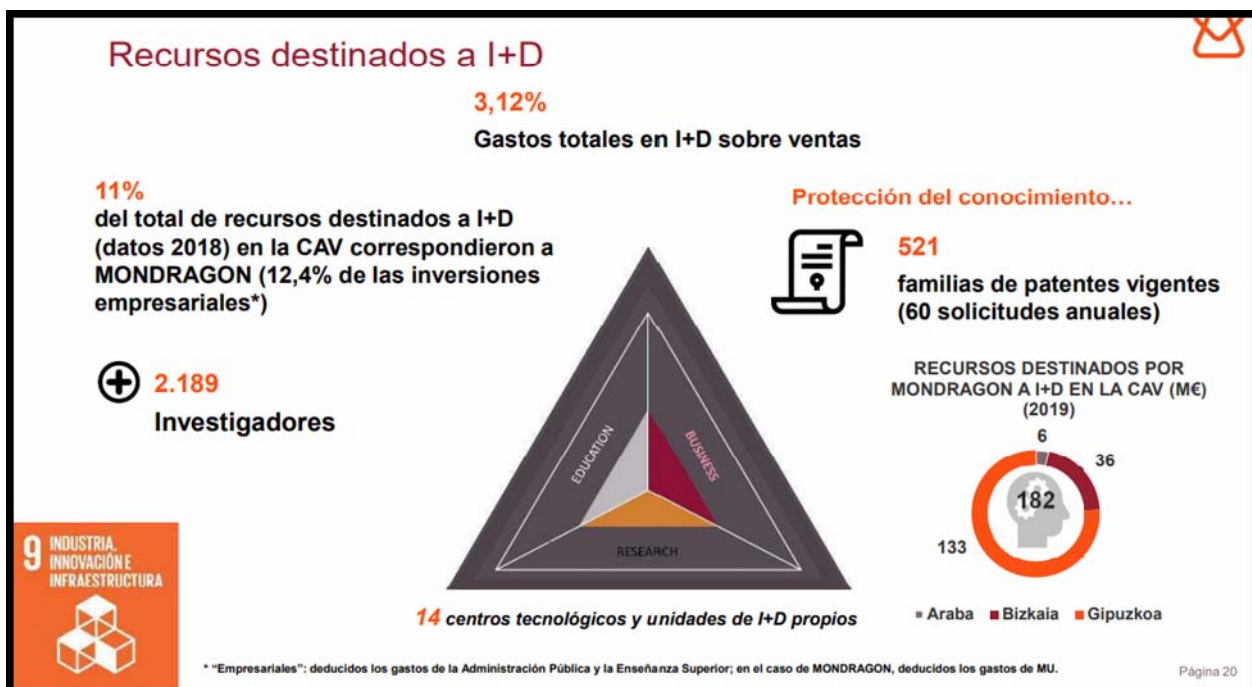 Recursos destinados a I+D
3,12%
Gastos totales en I+D sobre ventas
11%
del total de recursos destinados a I+D
(datos 2018) en la CAV correspondieron a
MONDRAGON (12,4% de las inversiones
empresariales*)
2.189
Investigadores
EDUCATION
BUSINESS
RESEARCH
14 centros tecnológicos y unidades de I+D propios
Protección del conocimiento...
521
familias de patentes vigentes
(60 solicitudes anuales)
RECURSOS DESTINADOS POR
MONDRAGON A I+D EN LA CAV (M€)
(2019)
6
36
182
133
Araba Bizkaia Gipuzkoa
9 INDUSTRIA,
INNOVACIÓN E
INFRAESTRUCTURA
* "Empresariales": deducidos los gastos de la Administración Pública y la Enseñanza Superior; en el caso de MONDRAGON, deducidos los gastos de MU.
Página 20